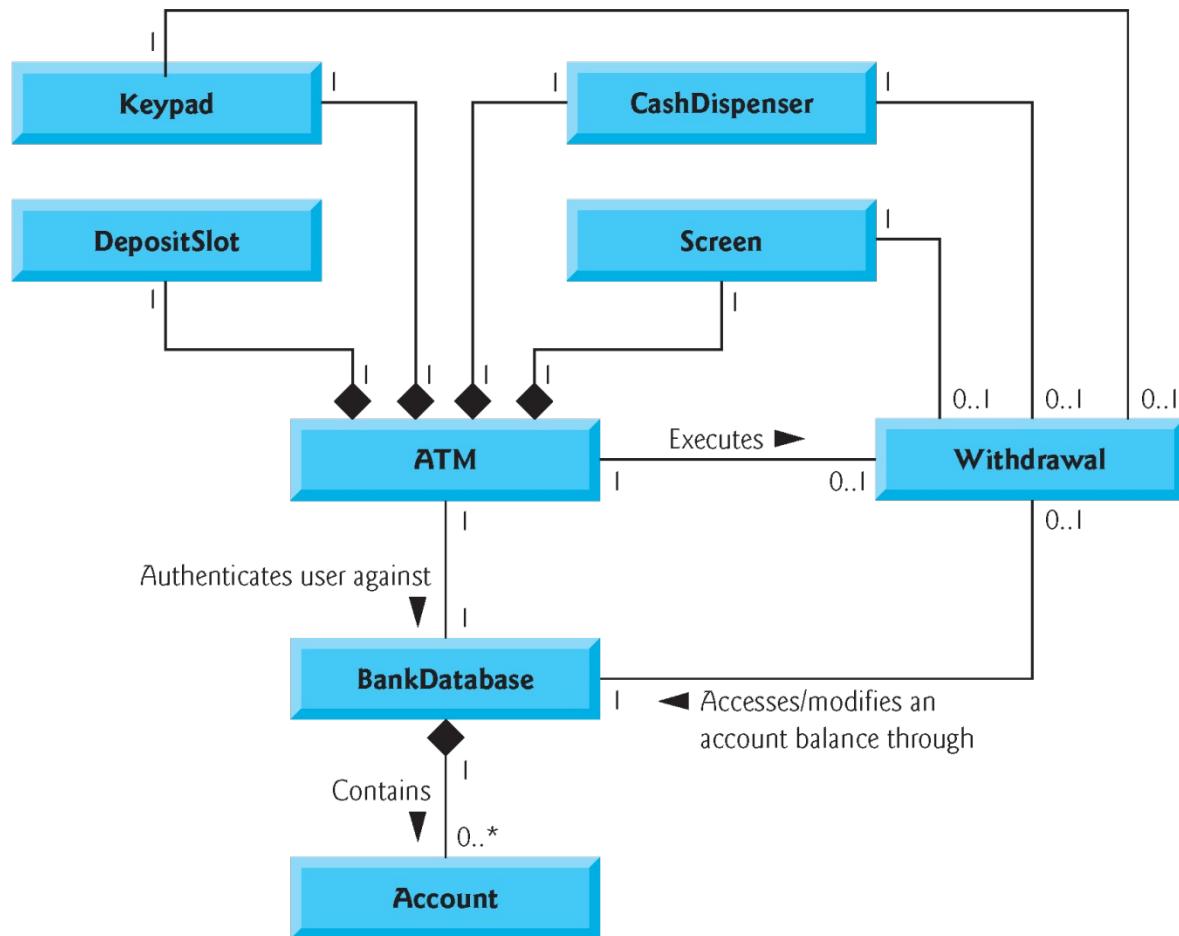 1
Keypad
1
1
CashDispenser
1
DepositSlot
1
Screen
1
1
1
1
1
1
1
0..1
0..1
0..1
ATM
Executes
1
0..1
Withdrawal
1
0..1
Authenticates user against
1
BankDatabase
1
Accesses/modifies an
account balance through
1
Contains
0..*
Account